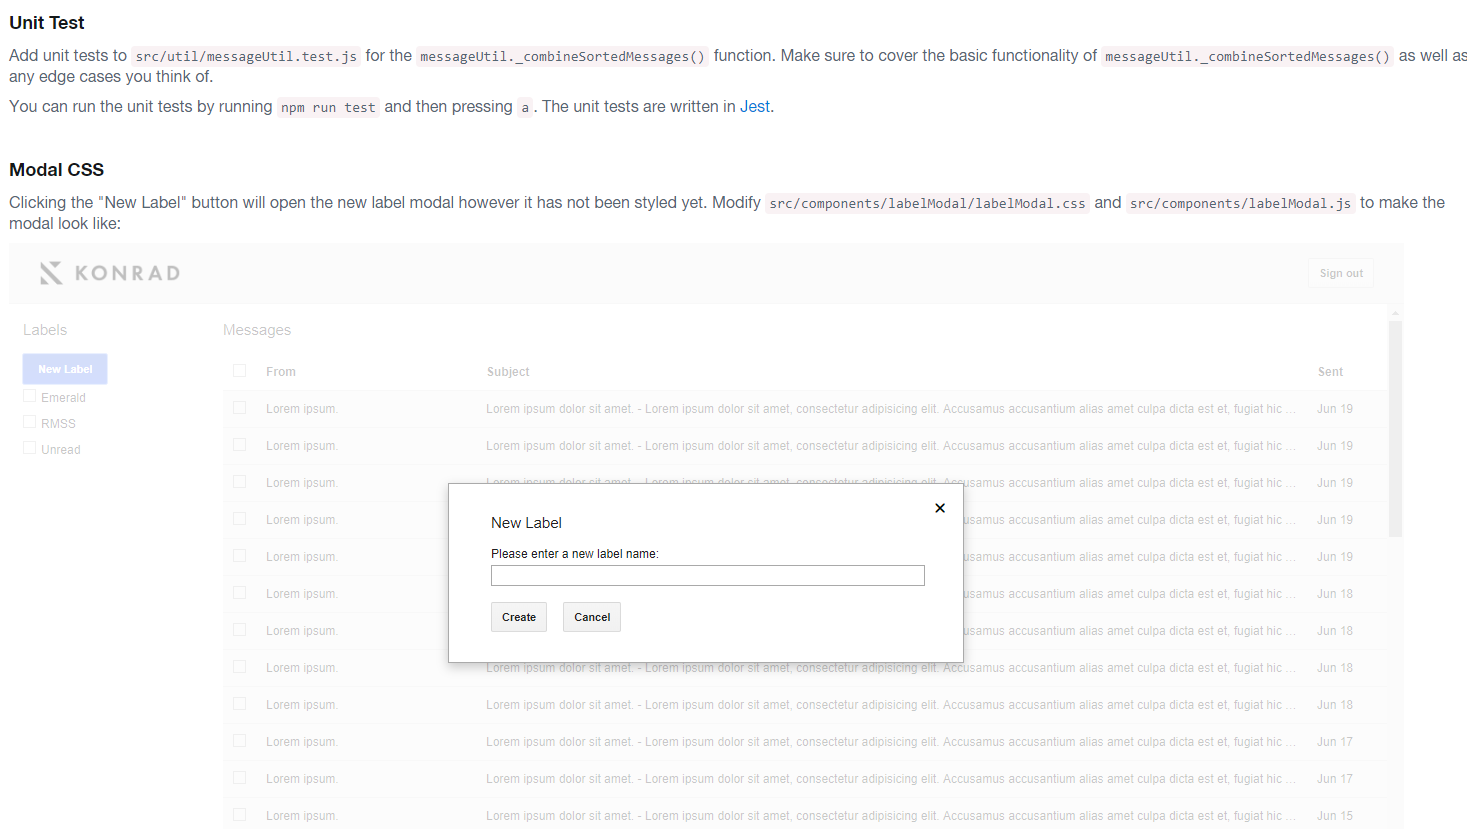 Unit Test
Add unit tests to src/util/messageUtil.test.js for the messageUtil._combineSortedMessages() function. Make sure to cover the basic functionality of messageUtil._combineSortedMessages() as well as
any edge cases you think of.
You can run the unit tests by running npm run test and then pressing a. The unit tests are written in Jest.
Modal CSS
Clicking the "New Label" button will open the new label modal however it has not been styled yet. Modify src/components/labelModal/labelModal.css and src/components/labelModal.js to make the
modal look like:
KONRAD
Sign out
Labels
Messages
New Label
From Subject Sent
Emerald
RMSS
Unread
Lorem ipsum. Lorem ipsum dolor sit amet. - Lorem ipsum dolor sit amet, consectetur adipisicing elit. Accusamus accusantium alias amet culpa dicta est et, fugiat hic ... Jun 19
Lorem ipsum. Lorem ipsum dolor sit amet. - Lorem ipsum dolor sit amet, consectetur adipisicing elit. Accusamus accusantium alias amet culpa dicta est et, fugiat hic ... Jun 19
Lorem ipsum. Lorem ipsum dolor sit amet. - Lorem ipsum dolor sit amet, consectetur adipisicing elit. Accusamus accusantium alias amet culpa dicta est et, fugiat hic ... Jun 19
Lorem ipsum. usamus accusantium alias amet culpa dicta est et, fugiat hic ... Jun 19
Lorem ipsum. usamus accusantium alias amet culpa dicta est et, fugiat hic ... Jun 19
Lorem ipsum. usamus accusantium alias amet culpa dicta est et, fugiat hic ... Jun 18
Lorem ipsum. usamus accusantium alias amet culpa dicta est et, fugiat hic ... Jun 18
Lorem ipsum. Lorem ipsum dolor sit amet. - Lorem ipsum dolor sit amet, consectetur adipisicing elit. Accusamus accusantium alias amet culpa dicta est et, fugiat hic ... Jun 18
Lorem ipsum. Lorem ipsum dolor sit amet. - Lorem ipsum dolor sit amet, consectetur adipisicing elit. Accusamus accusantium alias amet culpa dicta est et, fugiat hic ... Jun 18
Lorem ipsum. Lorem ipsum dolor sit amet. - Lorem ipsum dolor sit amet, consectetur adipisicing elit. Accusamus accusantium alias amet culpa dicta est et, fugiat hic ... Jun 17
Lorem ipsum. Lorem ipsum dolor sit amet. - Lorem ipsum dolor sit amet, consectetur adipisicing elit. Accusamus accusantium alias amet culpa dicta est et, fugiat hic ... Jun 17
Lorem ipsum. Lorem ipsum dolor sit amet. - Lorem ipsum dolor sit amet, consectetur adipisicing elit. Accusamus accusantium alias amet culpa dicta est et, fugiat hic ... Jun 15
New Label
Please enter a new label name:
Create Cancel